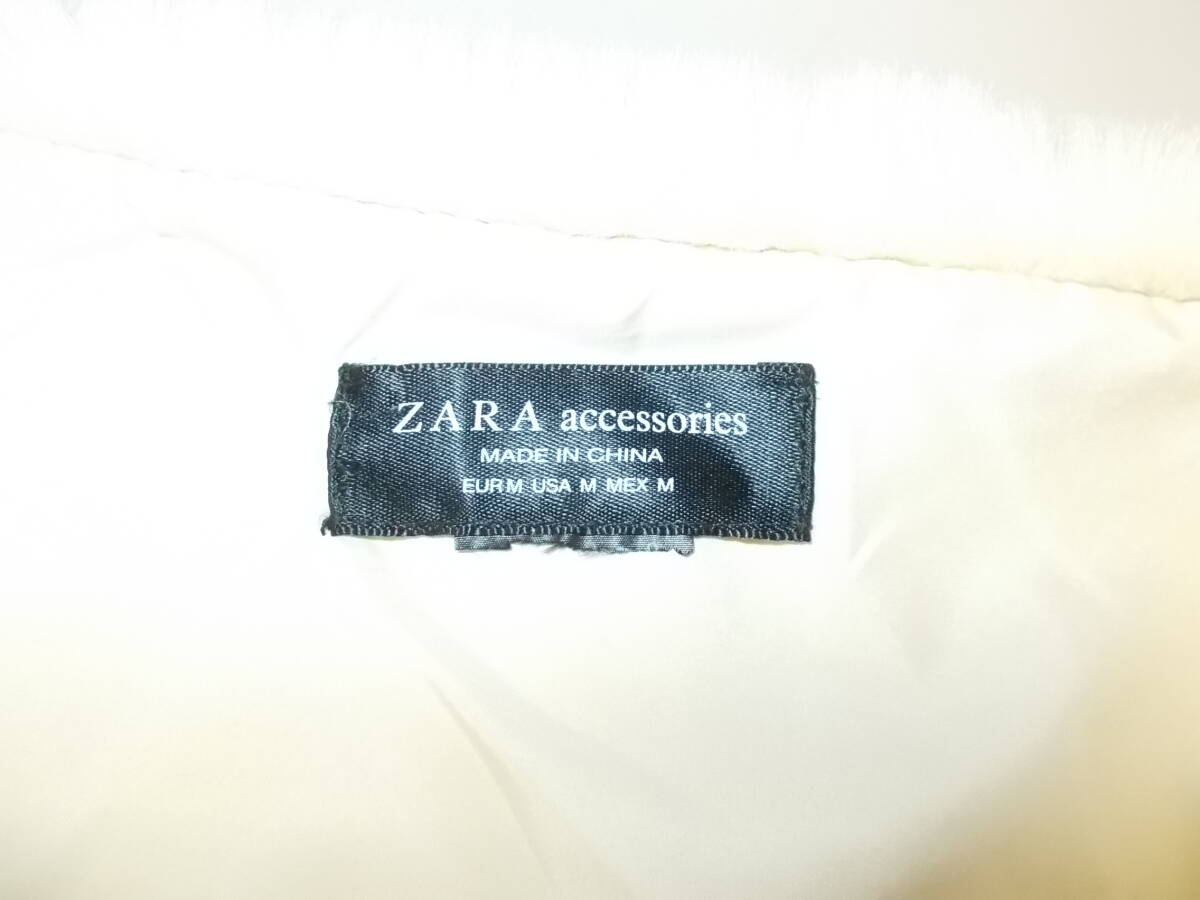 ZARA accessories
MADE IN CHINA
EUR M USA M MEX M